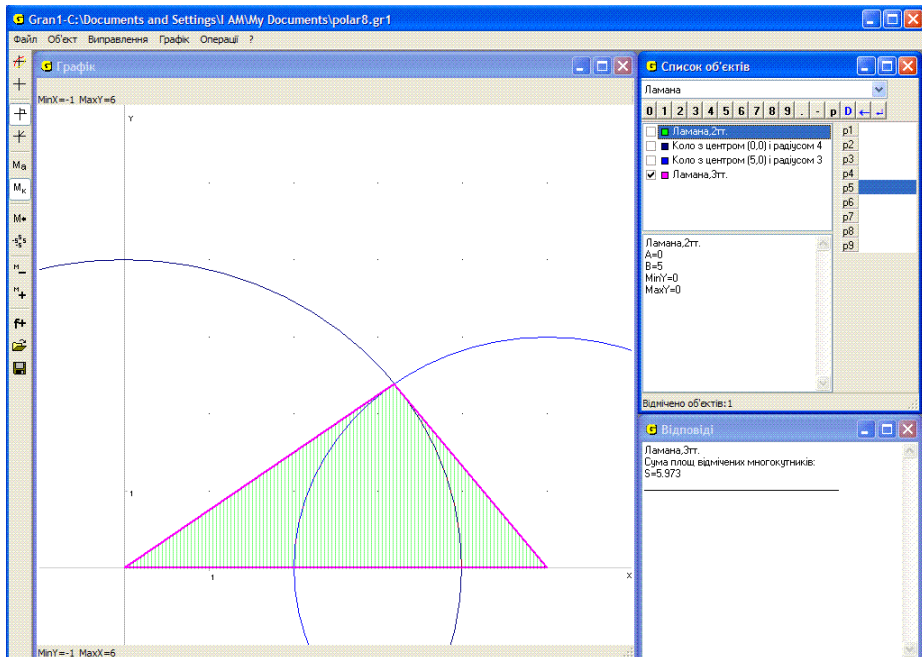 Gran1-C:\Documents and Settings\I AM\My Documents\polar8.gr1
Файл Об'єкт Виправлення Графік Операції ?
Графік
MinX=-1 MaxY=6
Y
1
1
X
MinY=-1 MaxX=6
Ma
Mк
M
M
M
f+
Список об'єктів
Ламана
0 1 2 3 4 5 6 7 8 9 . - p D ←
Ламана,2тт.
Коло з центром (0,0) і радіусом 4
Коло з центром (5,0) і радіусом 3
Ламана,3тт.
p1
p2
p3
p4
p5
p6
p7
p8
p9
Ламана,2тт.
A=0
B=5
MinY=0
MaxY=0
Відмічено об'єктів:1
Відповіді
Ламана,3тт.
Сума площ відмічених многокутників:
S=5.973